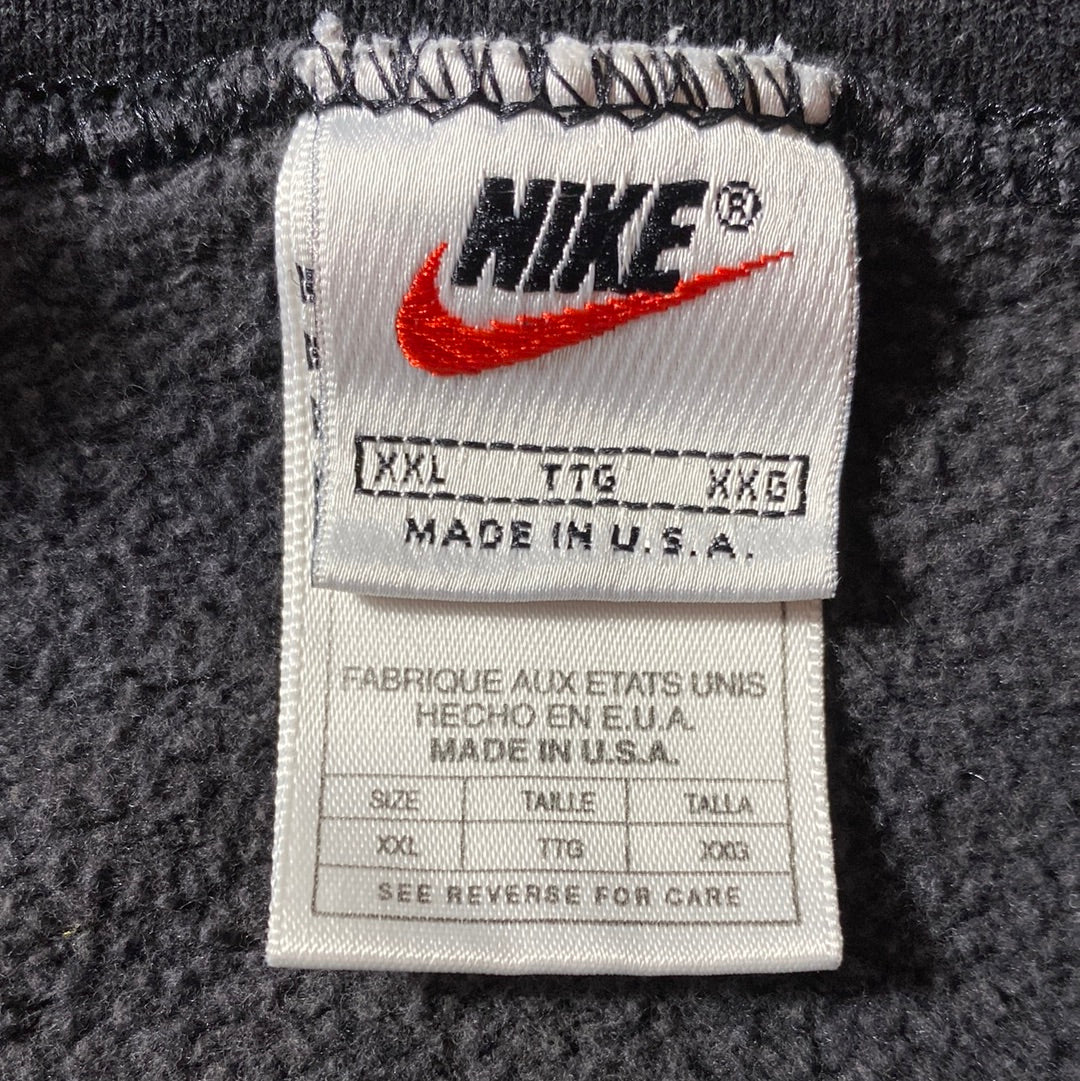 NIKE ®
XXL TTG XXG
MADE IN U.S.A.
FABRIQUE AUX ETATS UNIS
HECHO EN E.U.A.
MADE IN U.S.A.
SIZE TAILLE TALLA
XXL TTG XXG
SEE REVERSE FOR CARE